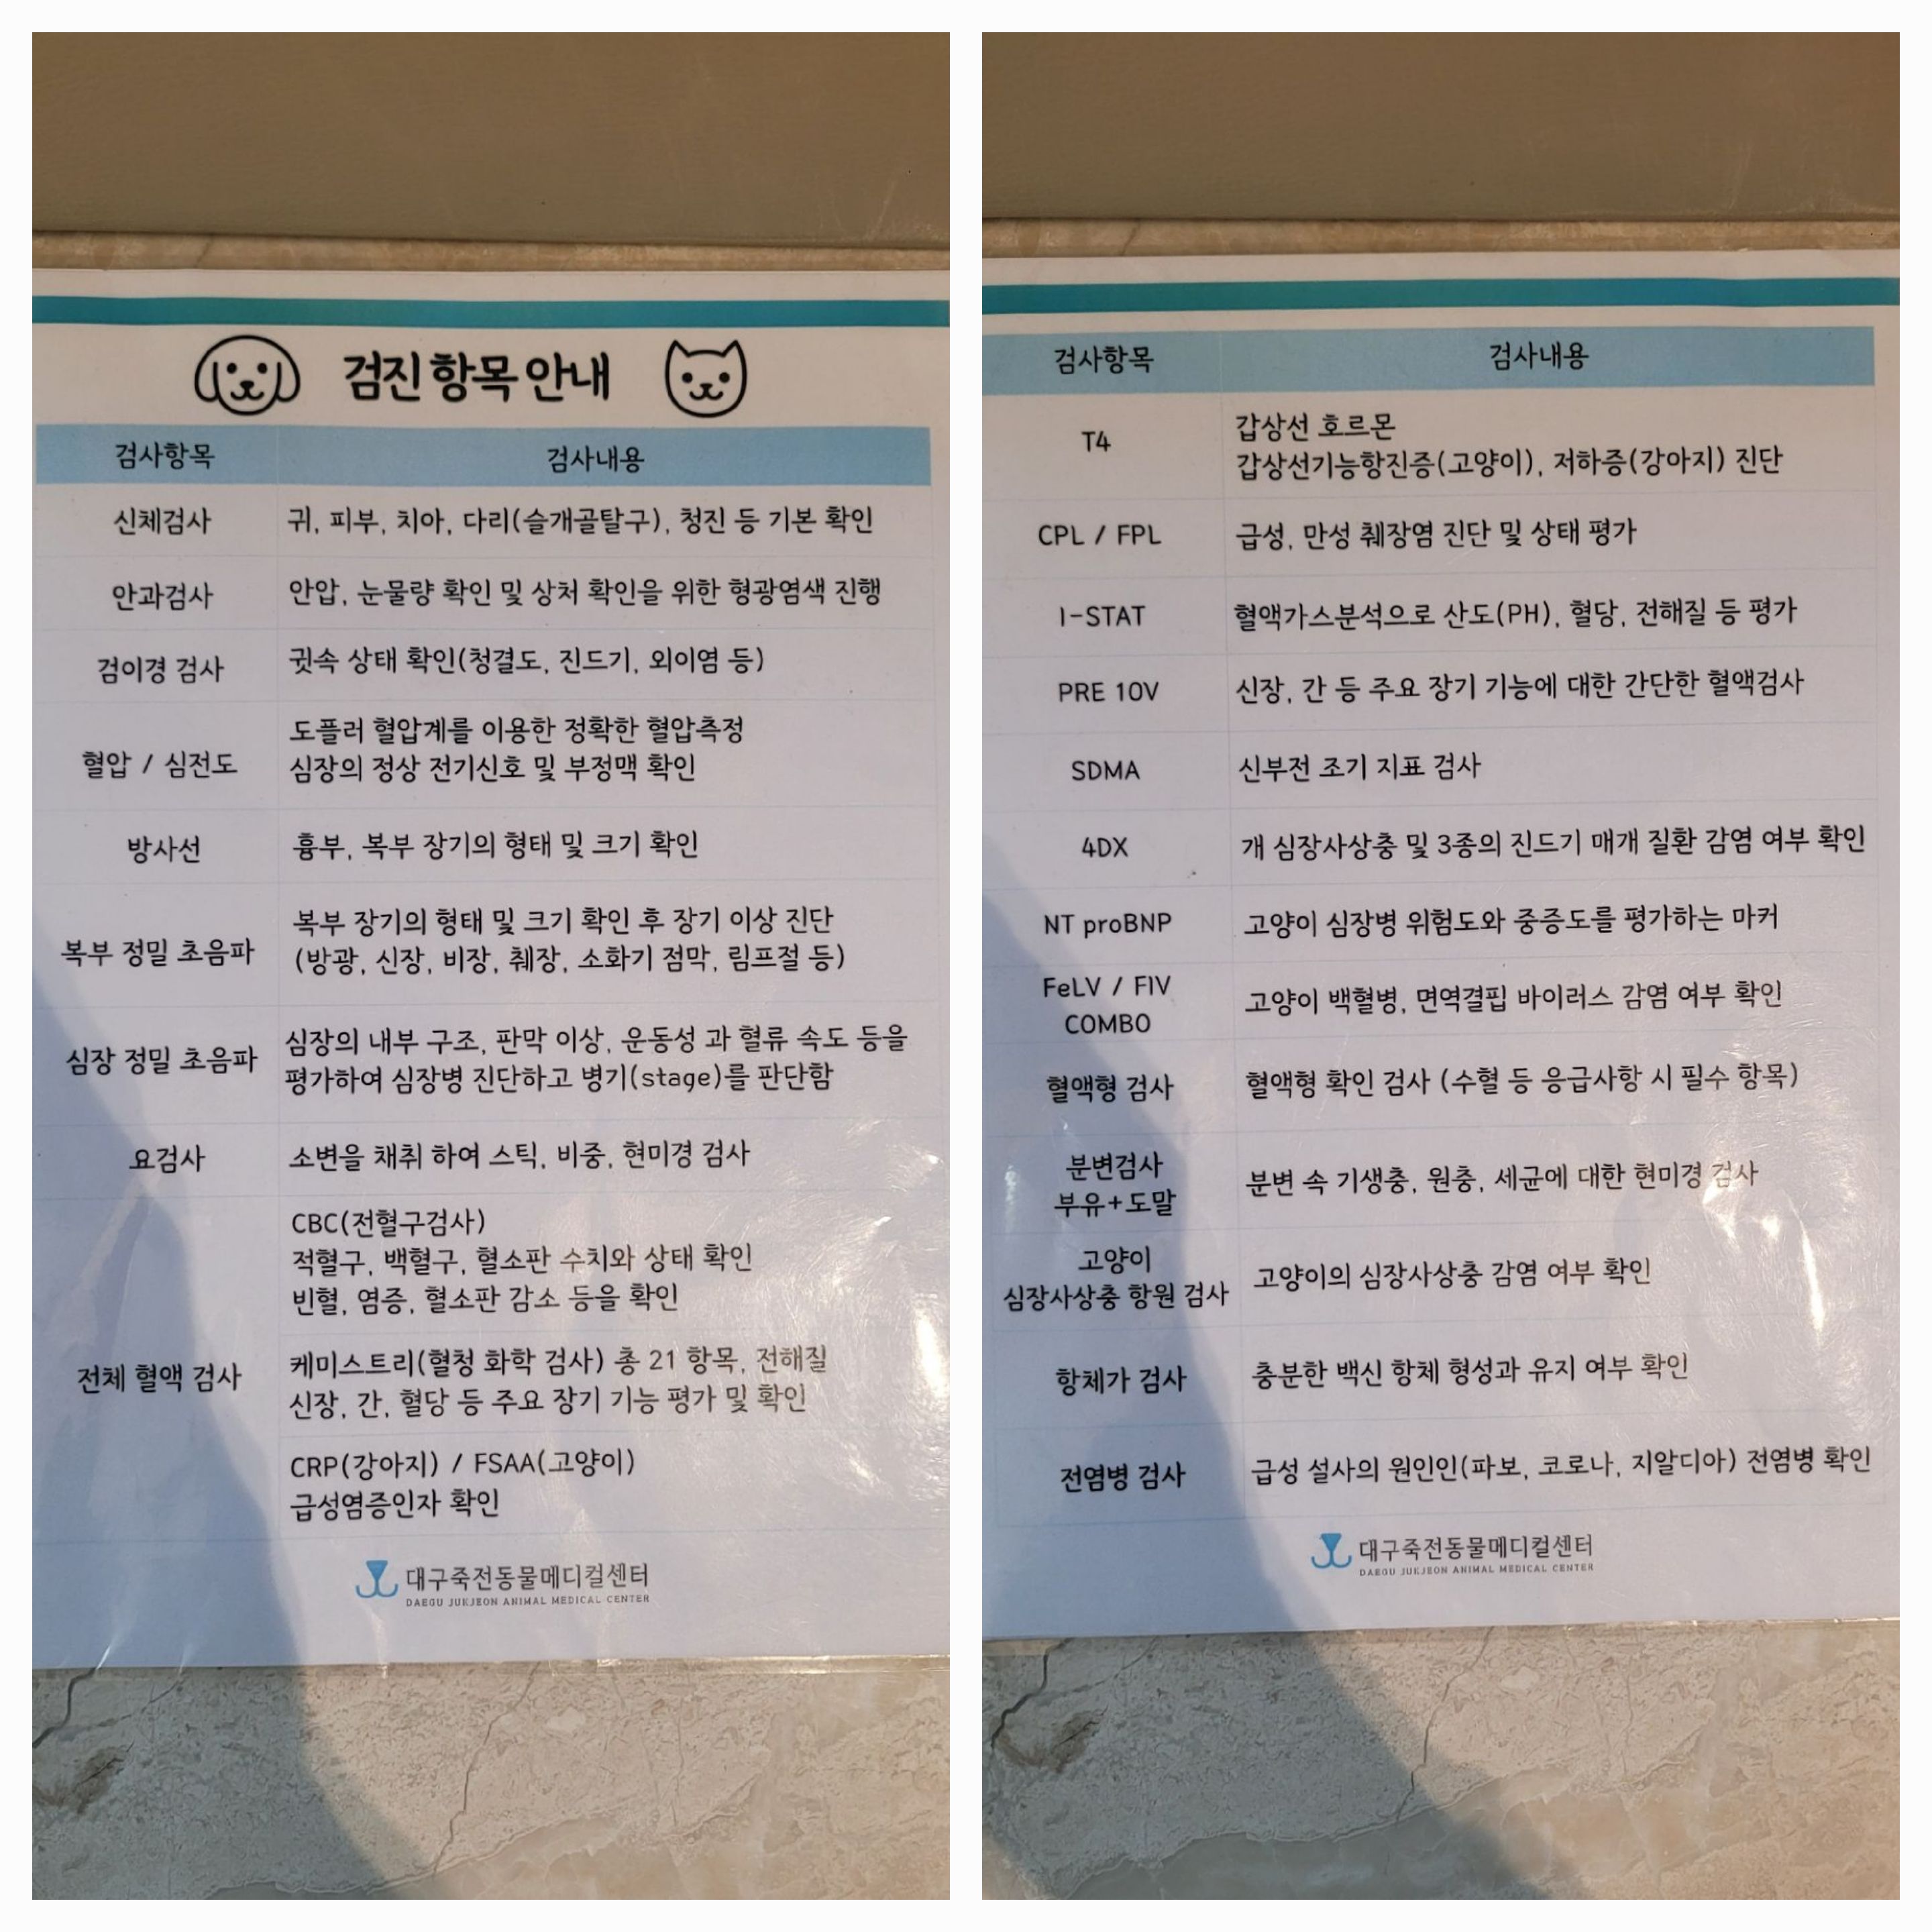 검진 항목 안내
검사항목 검사내용
신체검사 귀, 피부, 치아, 다리(슬개골탈구), 청진 등 기본 확인
안과검사 안압, 눈물량 확인 및 상처 확인을 위한 형광염색 진행
검이경 검사 귓속 상태 확인(청결도, 진드기, 외이염 등)
혈압 / 심전도
도플러 혈압계를 이용한 정확한 혈압측정
심장의 정상 전기신호 및 부정맥 확인
방사선 흉부, 복부 장기의 형태 및 크기 확인
복부 정밀 초음파
복부 장기의 형태 및 크기 확인 후 장기 이상 진단
(방광, 신장, 비장, 췌장, 소화기 점막, 림프절 등)
심장 정밀 초음파
심장의 내부 구조, 판막 이상, 운동성 과 혈류 속도 등을
평가하여 심장병 진단하고 병기(stage)를 판단함
요검사 소변을 채취 하여 스틱, 비중, 현미경 검사
전체 혈액 검사
CBC(전혈구검사)
적혈구, 백혈구, 혈소판 수치와 상태 확인
빈혈, 염증, 혈소판 감소 등을 확인
케미스트리(혈청 화학 검사) 총 21 항목, 전해질
신장, 간, 혈당 등 주요 장기 기능 평가 및 확인
CRP(강아지) / FSAA(고양이)
급성염증인자 확인
대구죽전동물메디컬센터
DAEGU JUKJEON ANIMAL MEDICAL CENTER
검사항목 검사내용
T4
갑상선 호르몬
갑상선기능항진증(고양이), 저하증(강아지) 진단
CPL / FPL 급성, 만성 췌장염 진단 및 상태 평가
I-STAT 혈액가스분석으로 산도(PH), 혈당, 전해질 등 평가
PRE 10V 신장, 간 등 주요 장기 기능에 대한 간단한 혈액검사
SDMA 신부전 조기 지표 검사
4DX 개 심장사상충 및 3종의 진드기 매개 질환 감염 여부 확인
NT proBNP 고양이 심장병 위험도와 중증도를 평가하는 마커
FeLV / FIV
COMBO
고양이 백혈병, 면역결핍 바이러스 감염 여부 확인
혈액형 검사 혈액형 확인 검사 (수혈 등 응급사항 시 필수 항목)
분변검사
부유+도말
분변 속 기생충, 원충, 세균에 대한 현미경 검사
고양이
심장사상충 항원 검사
고양이의 심장사상충 감염 여부 확인
항체가 검사 충분한 백신 항체 형성과 유지 여부 확인
전염병 검사 급성 설사의 원인인(파보, 코로나, 지알디아) 전염병 확인
대구죽전동물메디컬센터
DAEGU JUKJEON ANIMAL MEDICAL CENTER